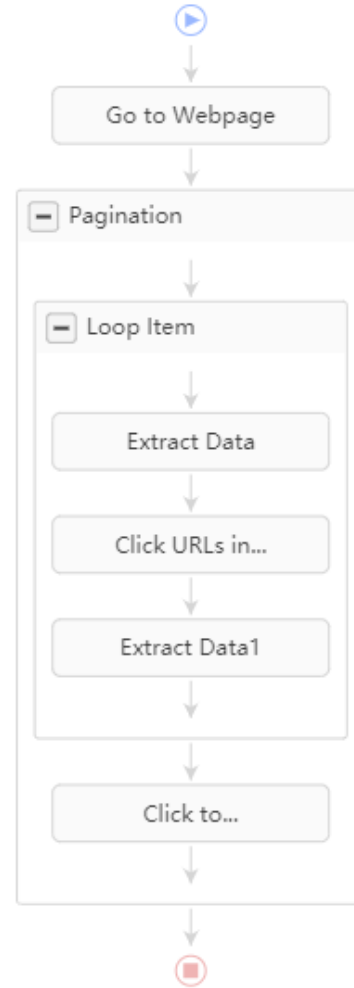 Go to Webpage
Pagination
Loop Item
Extract Data
Click URLs in...
Extract Data1
Click to...